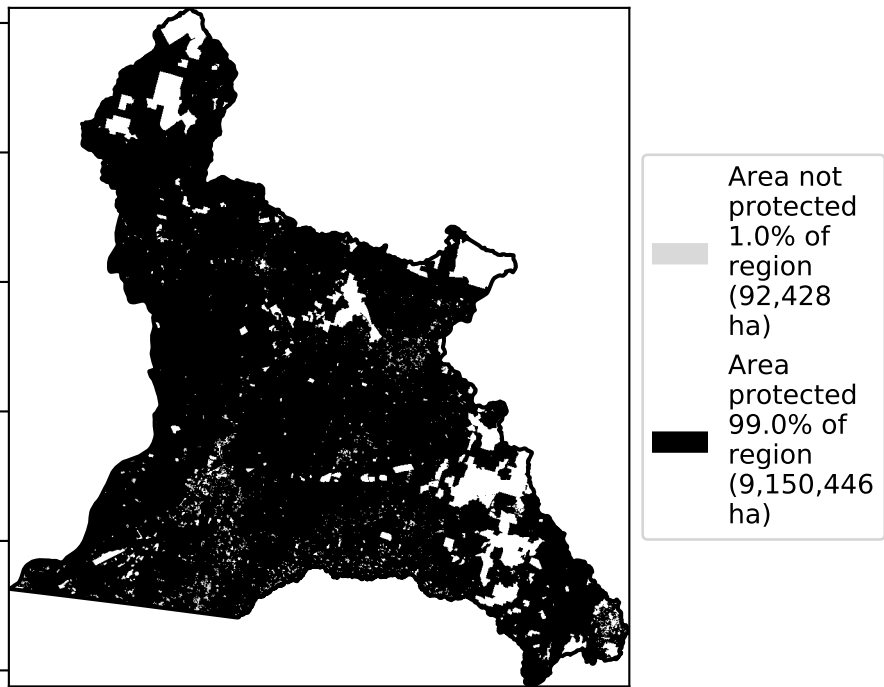 Area not
protected
1.0% of
region
(92,428
ha)
Area
protected
99.0% of
region
(9,150,446
ha)